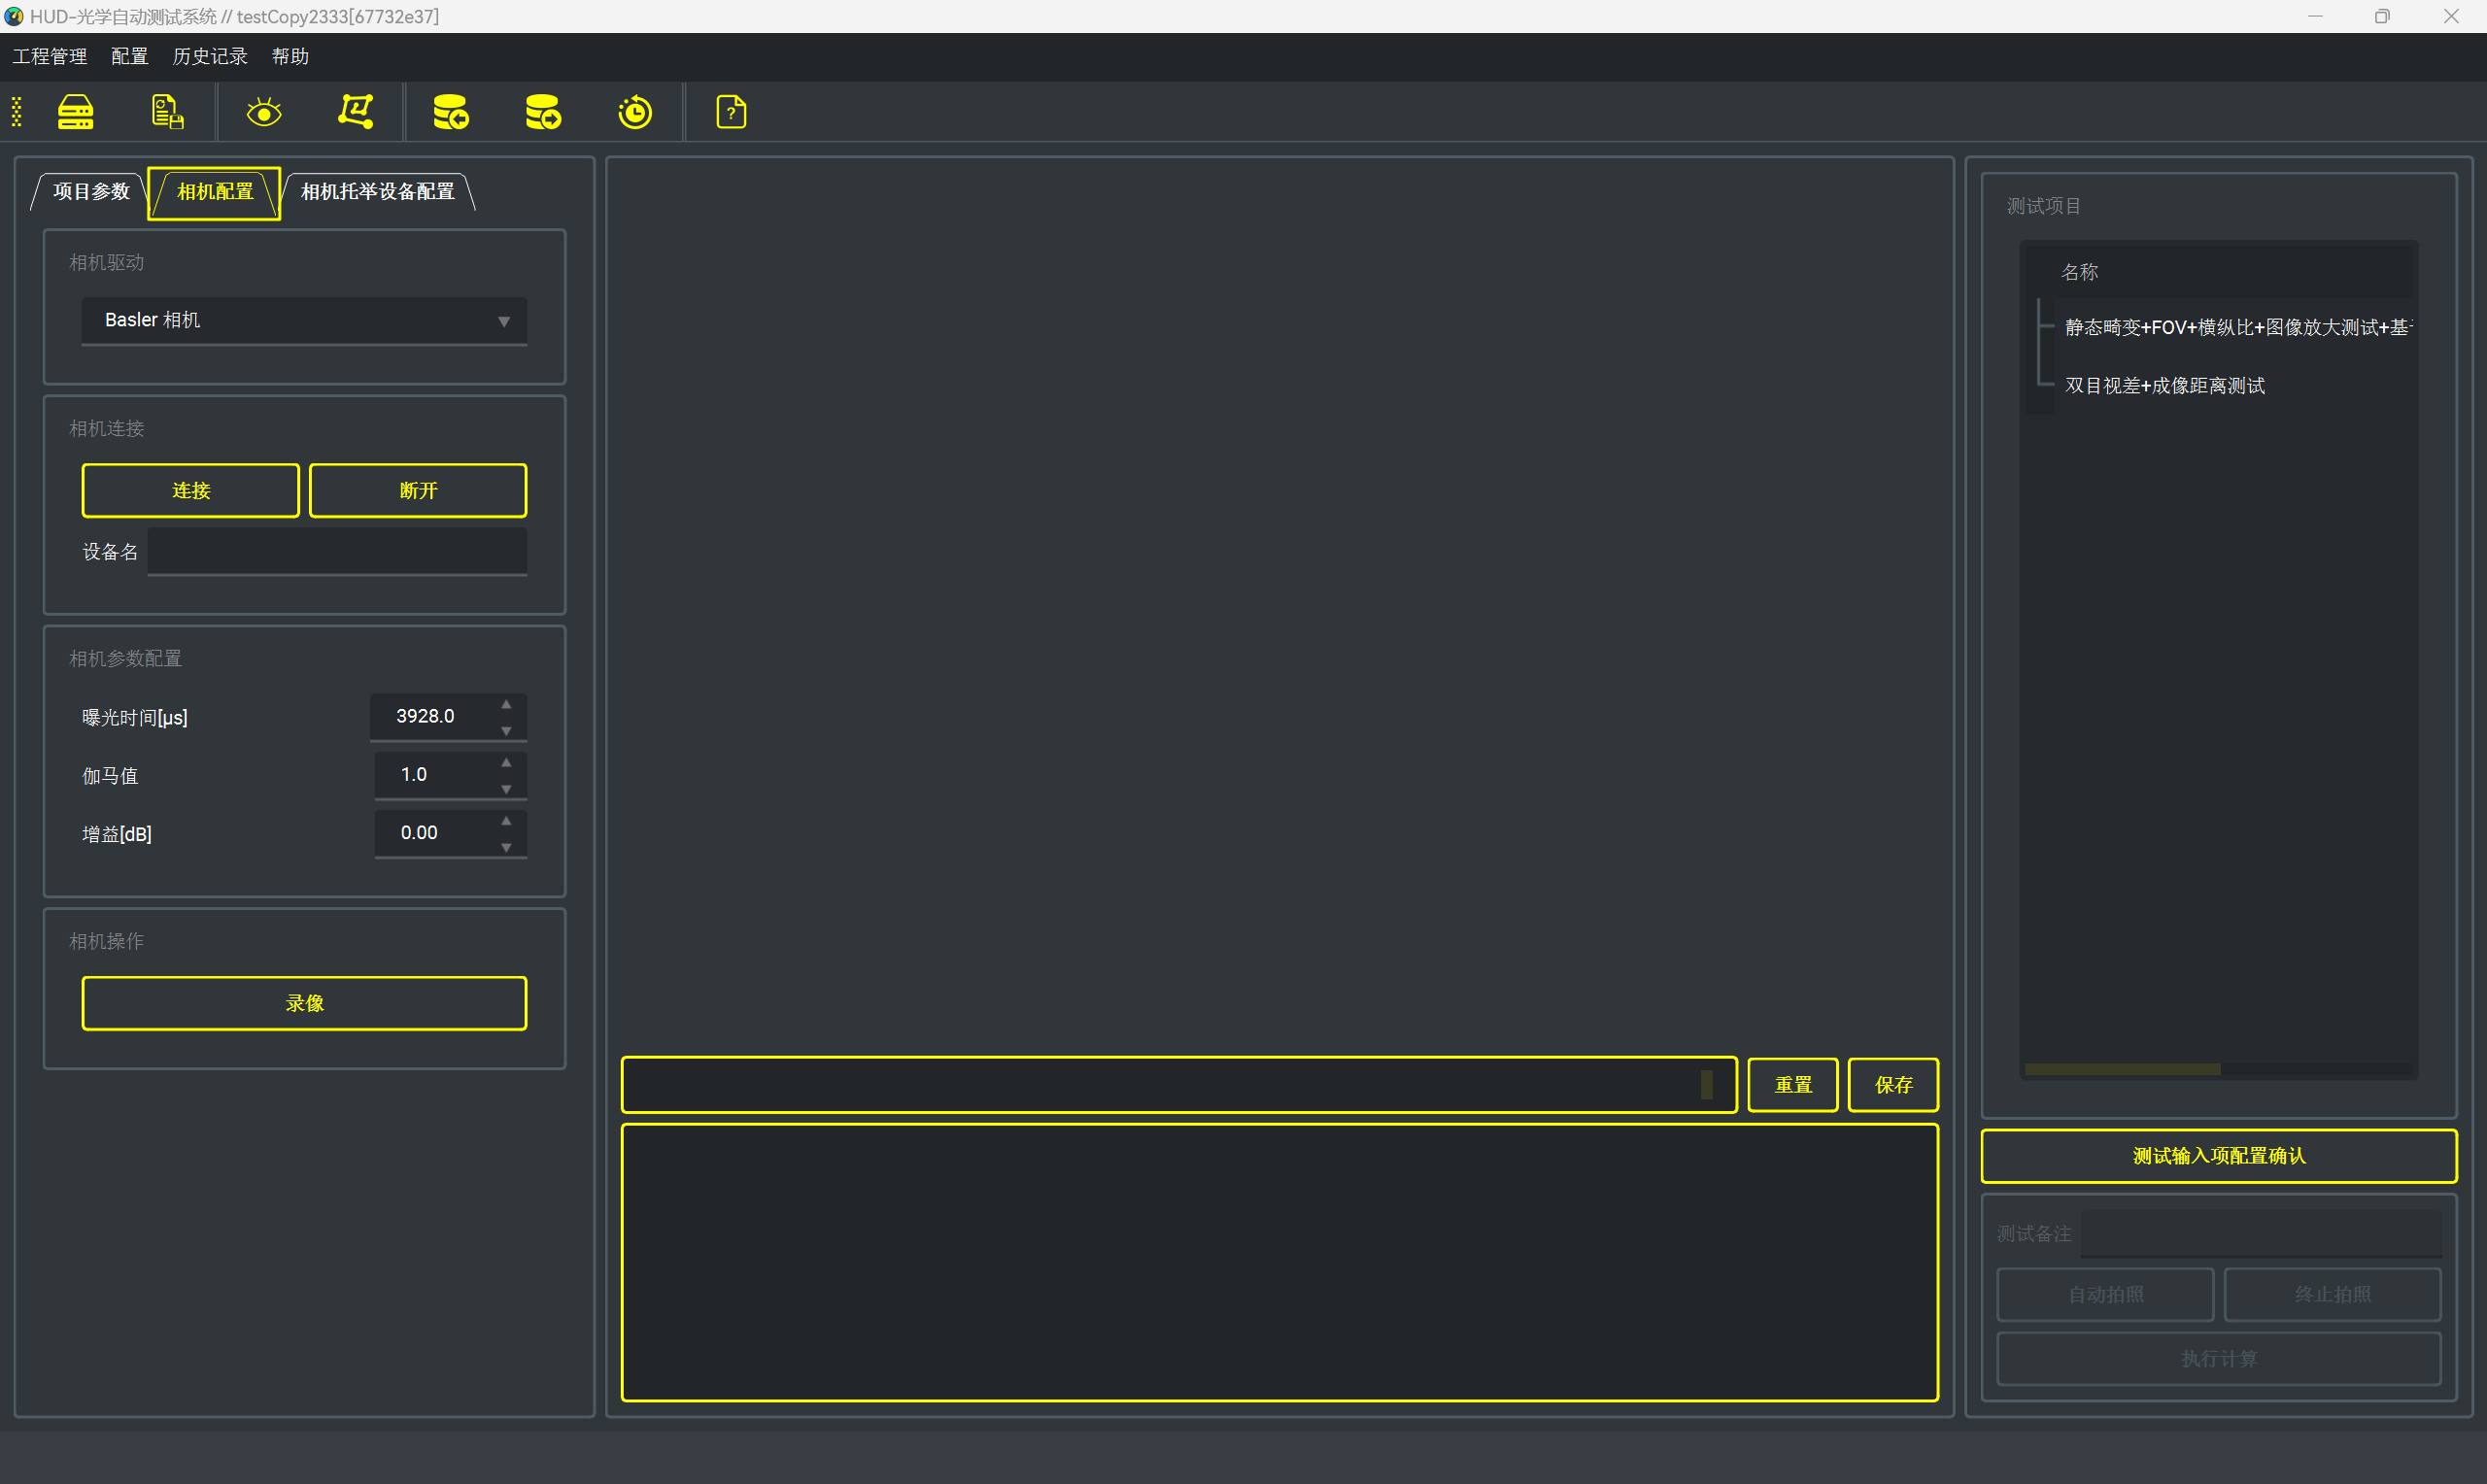 HUD-光学自动测试系统 // testCopy2333[67732e37]
工程管理 配置 历史记录 帮助
项目参数 相机配置 相机托举设备配置
相机驱动
Basler 相机
相机连接
连接 断开
设备名
相机参数配置
曝光时间[μs] 3928.0
伽马值 1.0
增益[dB] 0.00
相机操作
录像
重置 保存
测试项目
名称
静态畸变+FOV+横纵比+图像放大测试+基
双目视差+成像距离测试
测试输入项配置确认
测试备注
自动拍照 终止拍照
执行计算